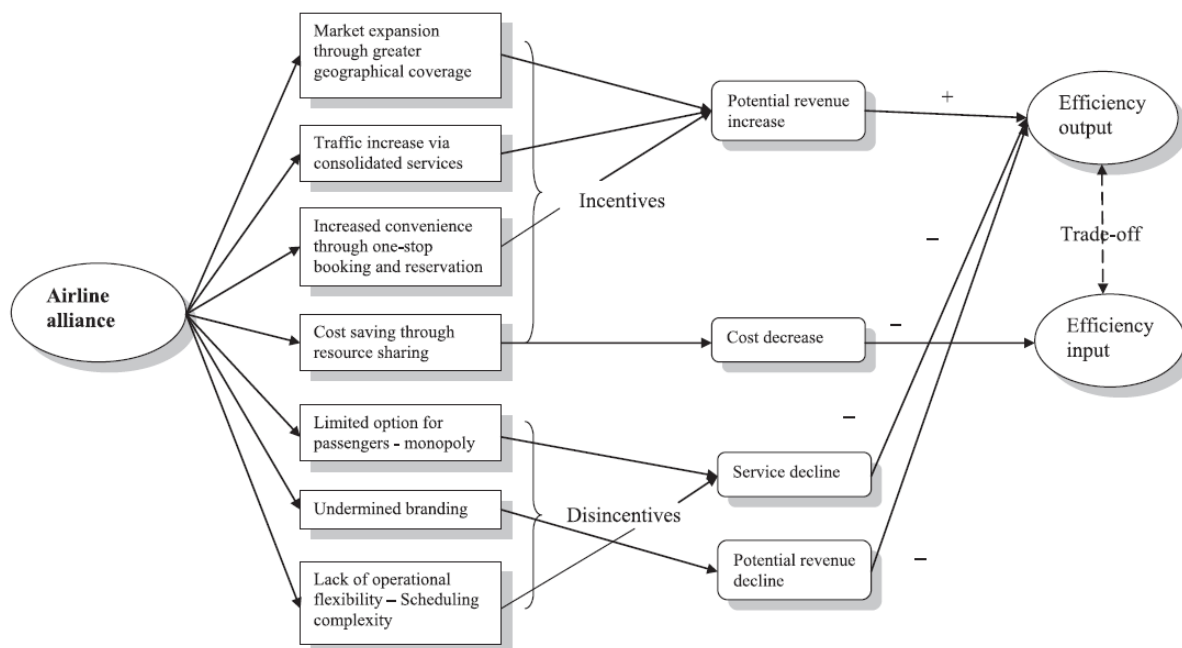 Airline
alliance
Market expansion
through greater
geographical coverage
Traffic increase via
consolidated services
Increased convenience
through one-stop
booking and reservation
Cost saving through
resource sharing
Limited option for
passengers - monopoly
Undermined branding
Lack of operational
flexibility – Scheduling
complexity
Incentives
Disincentives
Potential revenue
increase
Cost decrease
Service decline
Potential revenue
decline
+
–
–
–
–
Efficiency
output
Trade-off
Efficiency
input